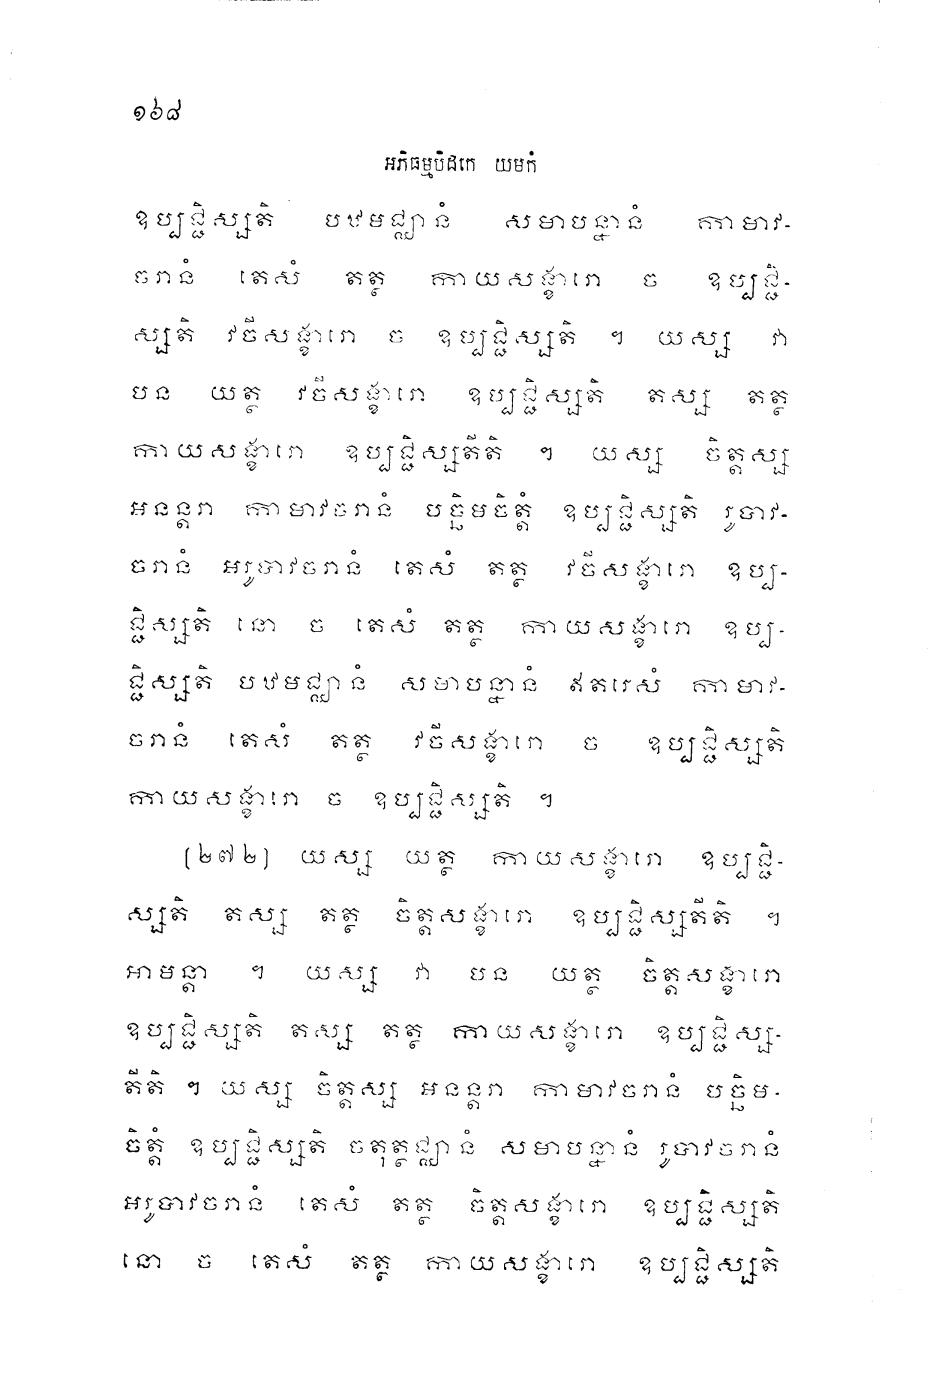 ១៦៨
អភិធម្មបិដកេ យមកំ
ឧប្បជ្ជិស្សតិ បឋមជ្ឈានំ សមាបន្នានំ កាមាវ-
ចរានំ តេសំ តត្ថ កាយសង្ខារោ ច ឧប្បជ្ជិ-
ស្សតិ វចីសង្ខារោ ច ឧប្បជ្ជិស្សតិ ។ យស្ស វា
បន យត្ថ វចីសង្ខារោ ឧប្បជ្ជិស្សតិ តស្ស តត្ថ
កាយសង្ខារោ ឧប្បជ្ជិស្សតីតិ ។ យស្ស ចិត្តស្ស
អនន្តរា កាមាវចរានំ បច្ឆិមចិត្តំ ឧប្បជ្ជិស្សតិ រូបាវ-
ចរានំ អរូបាវចរានំ តេសំ តត្ថ វចីសង្ខារោ ឧប្ប-
ជ្ជិស្សតិ នោ ច តេសំ តត្ថ កាយសង្ខារោ ឧប្ប-
ជ្ជិស្សតិ បឋមជ្ឈានំ សមាបន្នានំ ឥតរេសំ កាមាវ-
ចរានំ តេសំ តត្ថ វចីសង្ខារោ ច ឧប្បជ្ជិស្សតិ
កាយសង្ខារោ ច ឧប្បជ្ជិស្សតិ ។
(២៧២) យស្ស យត្ថ កាយសង្ខារោ ឧប្បជ្ជិ-
ស្សតិ តស្ស តត្ថ ចិត្តសង្ខារោ ឧប្បជ្ជិស្សតីតិ ។
អាមន្តា ។ យស្ស វា បន យត្ថ ចិត្តសង្ខារោ
ឧប្បជ្ជិស្សតិ តស្ស តត្ថ កាយសង្ខារោ ឧប្បជ្ជិស្ស-
តីតិ ។ យស្ស ចិត្តស្ស អនន្តរា កាមាវចរានំ បច្ឆិម-
ចិត្តំ ឧប្បជ្ជិស្សតិ ចតុត្ថជ្ឈានំ សមាបន្នានំ រូបាវចរានំ
អរូបាវចរានំ តេសំ តត្ថ ចិត្តសង្ខារោ ឧប្បជ្ជិស្សតិ
នោ ច តេសំ តត្ថ កាយសង្ខារោ ឧប្បជ្ជិស្សតិ